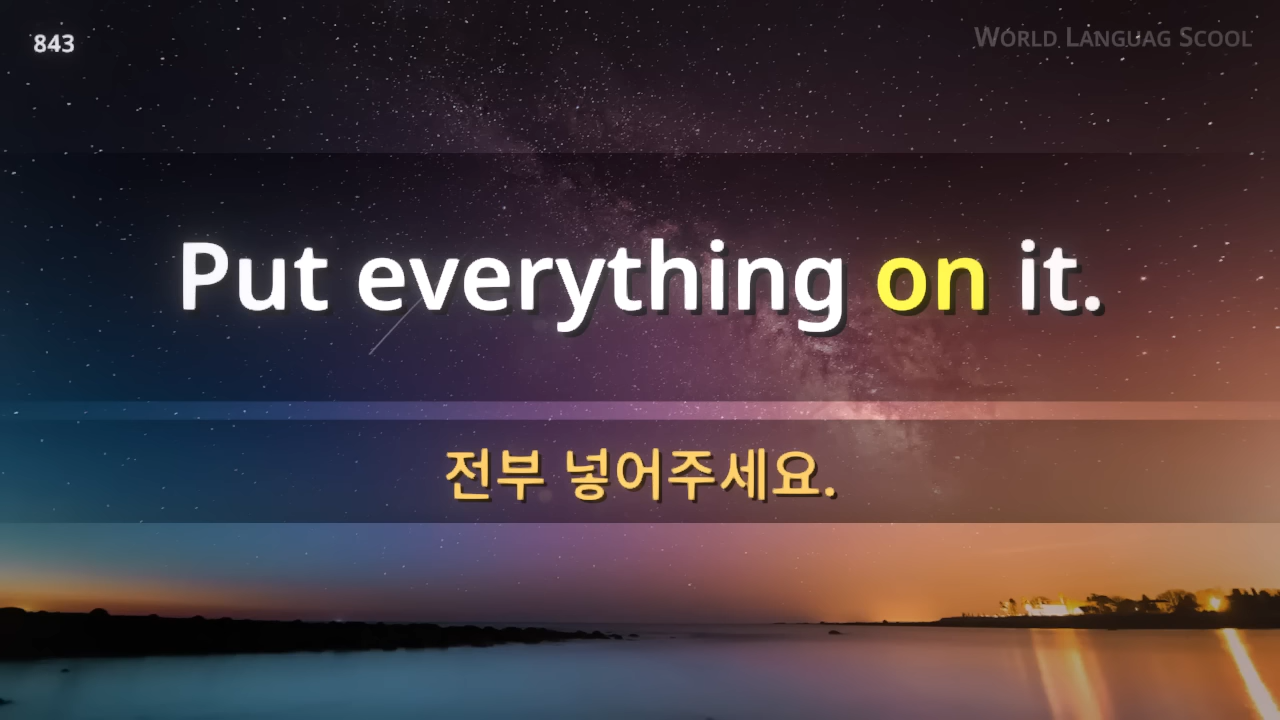 843
WORLD LANGUAG SCOOL
Put everything on it.
전부 넣어주세요.